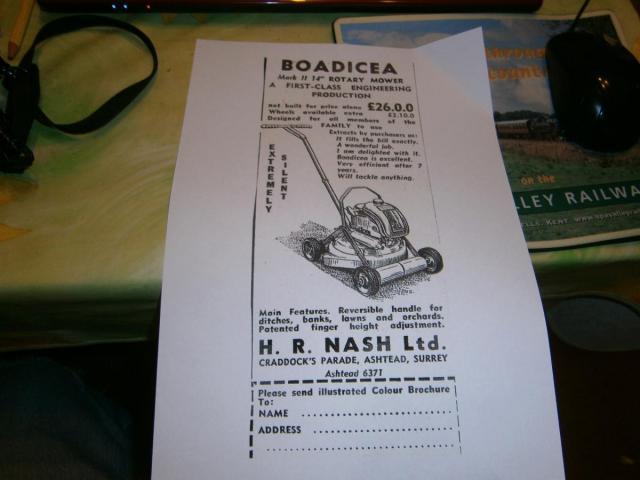 BOADICEA
Mark II 14" ROTARY MOWER
A FIRST-CLASS ENGINEERING
PRODUCTION
not built for price alone £26.0.0
Wheels available extra £2.10.0
Designed for all members of the
FAMILY to use
Extracts by purchasers as:
It fills the bill exactly.
A wonderful job.
I am delighted with it.
Boadicea is excellent.
Very efficient after 7
years.
Will tackle anything.
EXTREMELY
SILENT
Main Features. Reversible handle for
ditches, banks, lawns and orchards.
Patented finger height adjustment.
H. R. NASH Ltd.
CRADDOCK'S PARADE, ASHTEAD, SURREY
Ashtead 6371
Please send illustrated Colour Brochure
To:
NAME
ADDRESS
through
on the
LLEY RAILWA
KENT